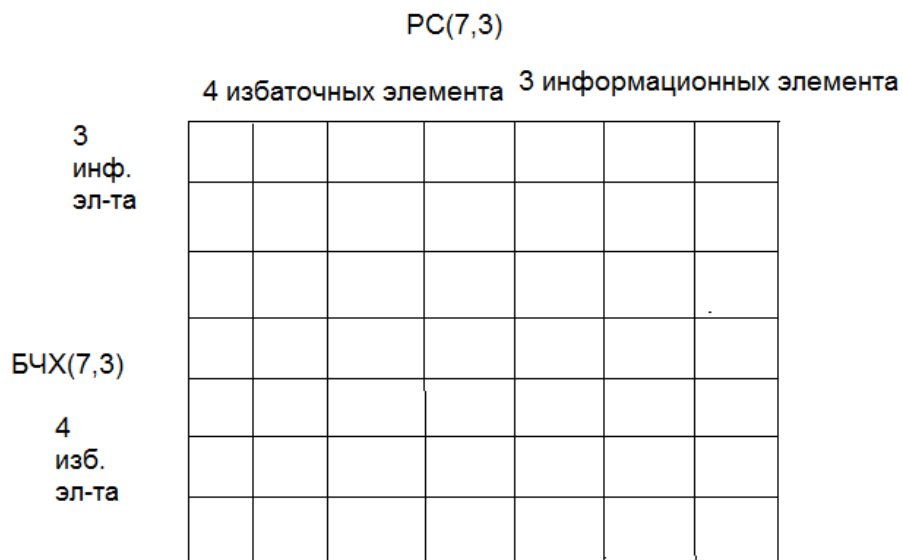 РС(7,3)
4 избаточных элемента
3 информационных элемента
3
инф.
эл-та
БЧХ(7,3)
4
изб.
эл-та